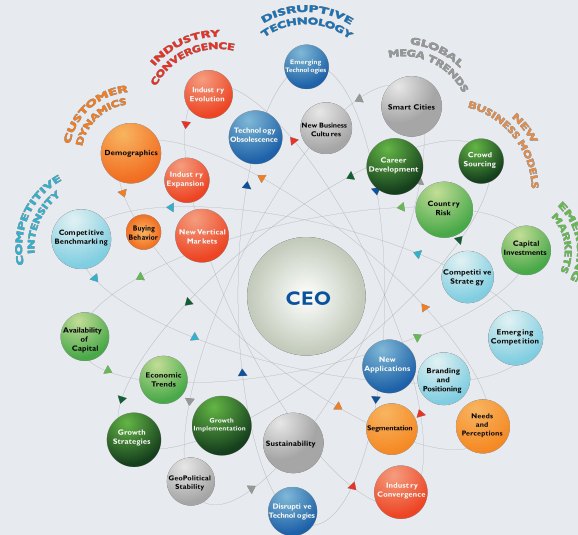 DISRUPTIVE
TECHNOLOGY
INDUSTRY
CONVERGENCE
GLOBAL
MEGA TRENDS
CUSTOMER
DYNAMICS
NEW
BUSINESS MODELS
COMPETITIVE
INTENSITY
EMERGING
MARKETS
Emerging
Technologies
Industry
Evolution
Smart Cities
Technology
Obsolescence
New Business
Cultures
Demographics
Career
Development
Crowd
Sourcing
Industry
Expansion
Country
Risk
Buying
Behavior
New Vertical
Markets
Competitive
Benchmarking
Capital
Investments
Competitive
Strategy
CEO
Availability
of
Capital
Emerging
Competition
New
Applications
Economic
Trends
Branding
and
Positioning
Growth
Strategies
Growth
Implementation
Sustainability
Segmentation
Needs
and
Perceptions
GeoPolitical
Stability
Industry
Convergence
Disruptive
Technologies